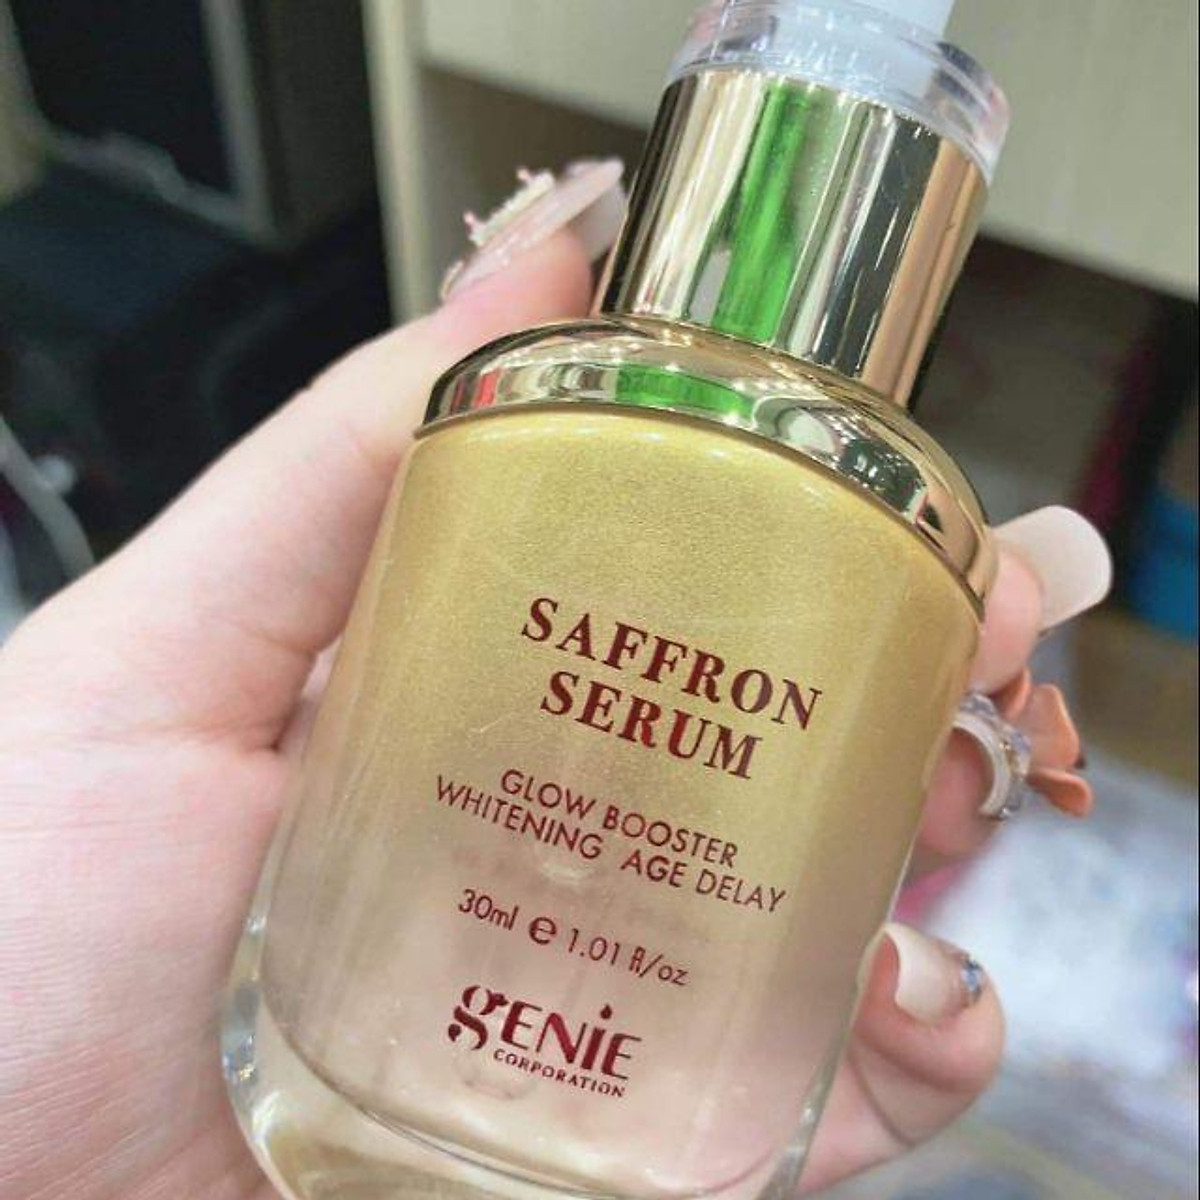 SAFFRON
SERUM
GLOW BOOSTER
WHITENING AGE DELAY
30ml e 1.01 fl/oz
gENiE
CORPORATION